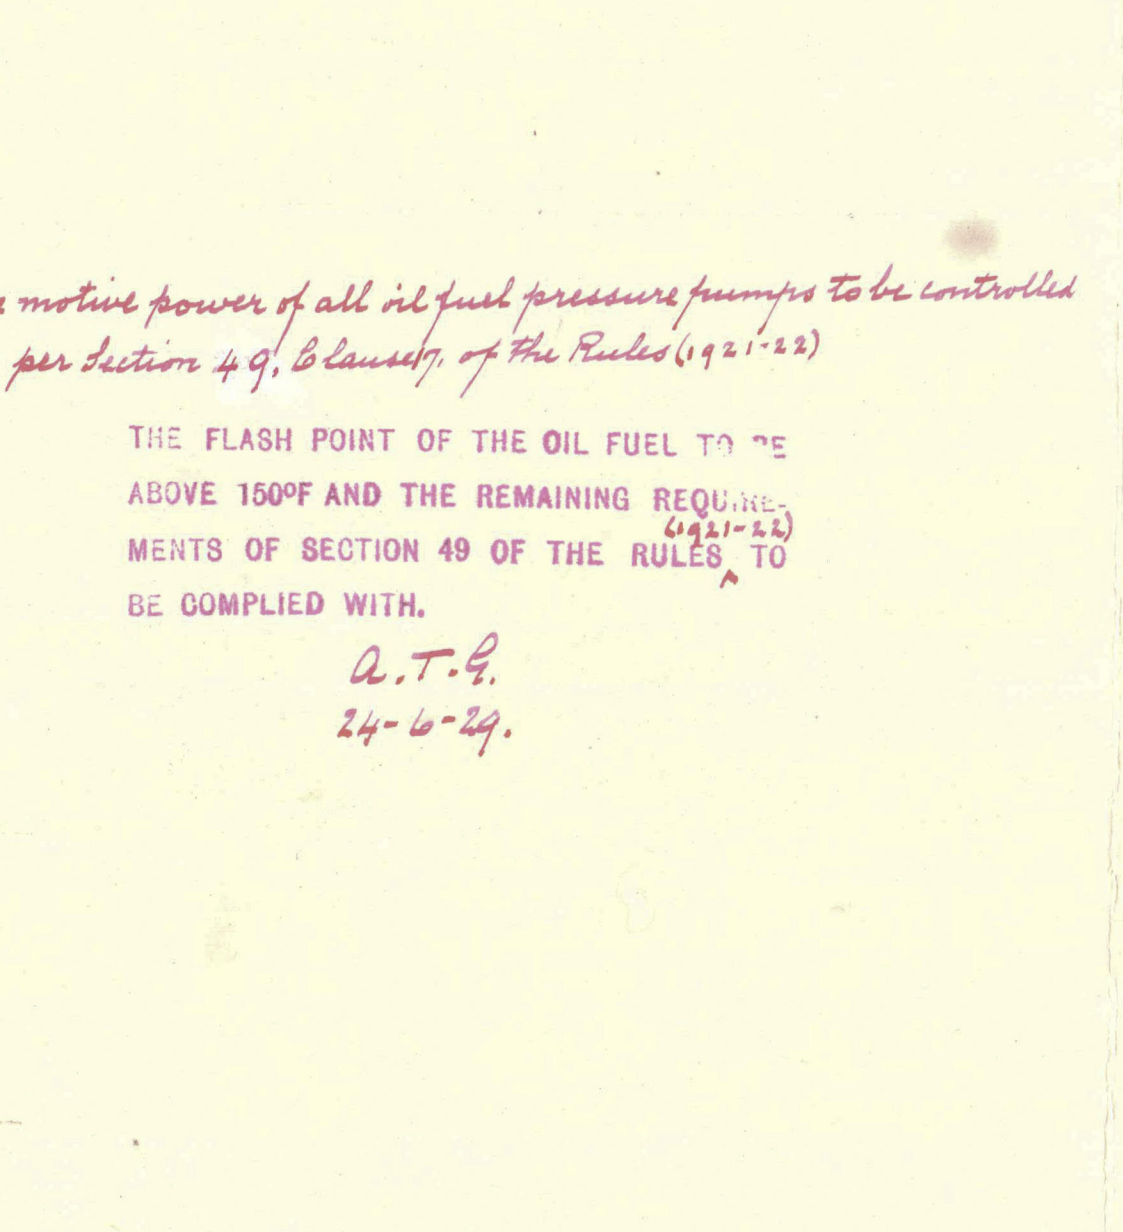 motive power of all oil fuel pressure pumps to be controlled
per Section 49, Clause 17, of the Rules (1921-22)
THE FLASH POINT OF THE OIL FUEL TO BE
ABOVE 150ºF AND THE REMAINING REQUIRE-
(1921-22)
MENTS OF SECTION 49 OF THE RULES ^ TO
BE COMPLIED WITH.
A.T.G.
24-6-29.